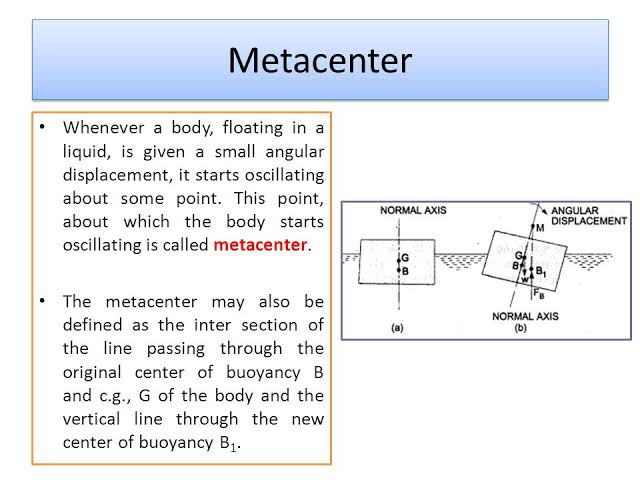 Metacenter
• Whenever a body, floating in a
liquid, is given a small angular
displacement, it starts oscillating
about some point. This point,
about which the body starts
oscillating is called metacenter.
• The metacenter may also be
defined as the inter section of
the line passing through the
original center of buoyancy B
and c.g., G of the body and the
vertical line through the new
center of buoyancy B₁.
NORMAL AXIS
G
B
(a)
ANGULAR
DISPLACEMENT
M
G
B
B₁
W
F_B
NORMAL AXIS
(b)